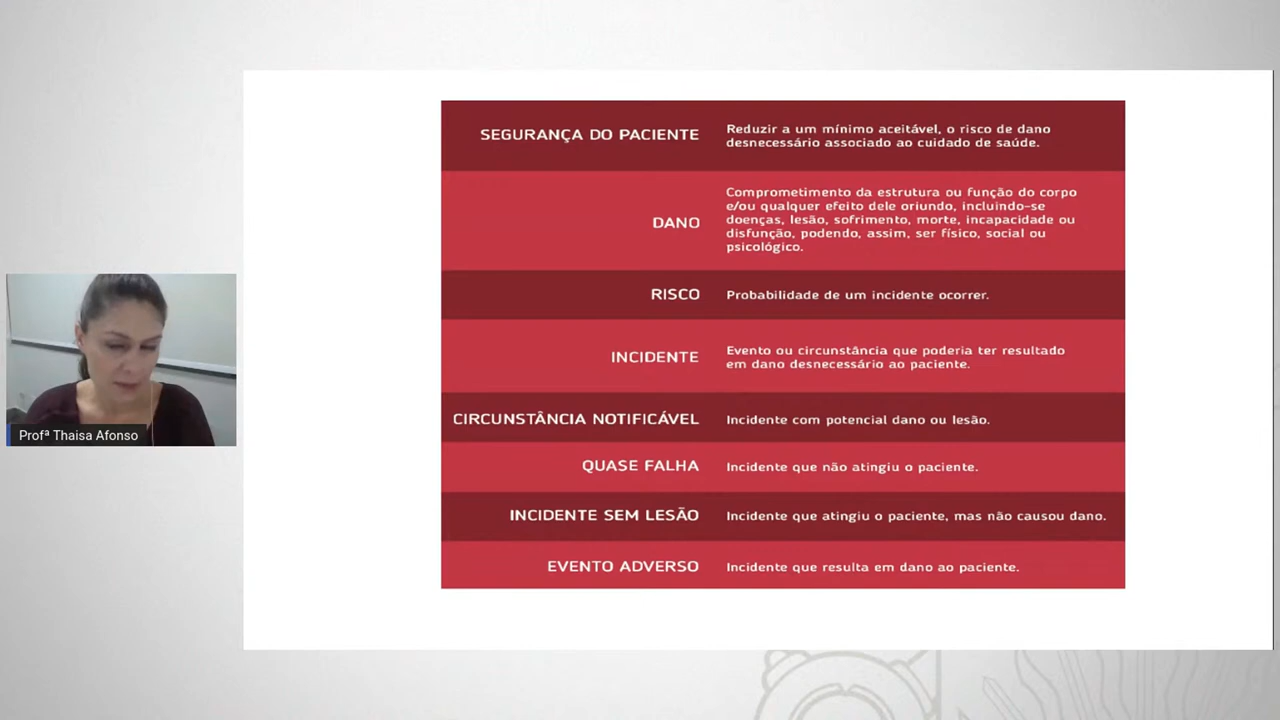 SEGURANÇA DO PACIENTE
Reduzir a um mínimo aceitável, o risco de dano
desnecessário associado ao cuidado de saúde.
DANO
Comprometimento da estrutura ou função do corpo
e/ou qualquer efeito dele oriundo, incluindo-se
doenças, lesão, sofrimento, morte, incapacidade ou
disfunção, podendo, assim, ser físico, social ou
psicológico.
RISCO
Probabilidade de um incidente ocorrer.
INCIDENTE
Evento ou circunstância que poderia ter resultado
em dano desnecessário ao paciente.
CIRCUNSTÂNCIA NOTIFICÁVEL
Incidente com potencial dano ou lesão.
QUASE FALHA
Incidente que não atingiu o paciente.
INCIDENTE SEM LESÃO
Incidente que atingiu o paciente, mas não causou dano.
EVENTO ADVERSO
Incidente que resulta em dano ao paciente.
Profª Thaisa Afonso